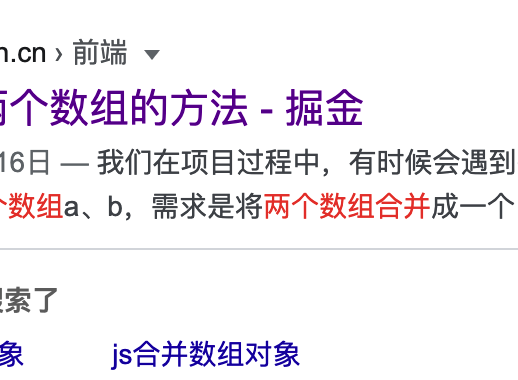 n.cn › 前端
两个数组的方法 - 掘金
16日 — 我们在项目过程中，有时候会遇到
个数组a、b，需求是将两个数组合并成一个
搜索了
象
js合并数组对象